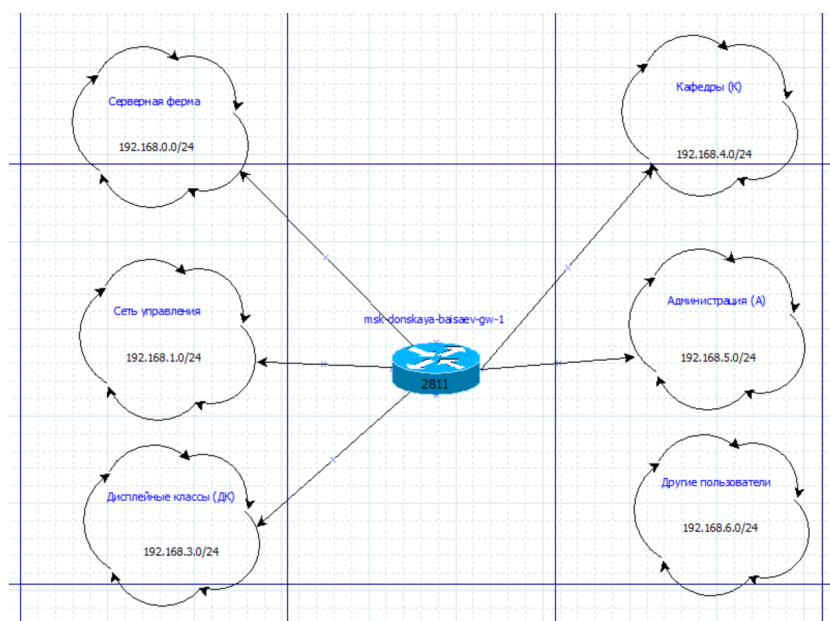 Серверная ферма
192.168.0.0/24
Кафедры (К)
192.168.4.0/24
Сеть управления
192.168.1.0/24
msk-donskaya-baisaev-gw-1
2811
Администрация (А)
192.168.5.0/24
Дисплейные классы (ДК)
192.168.3.0/24
Другие пользователи
192.168.6.0/24